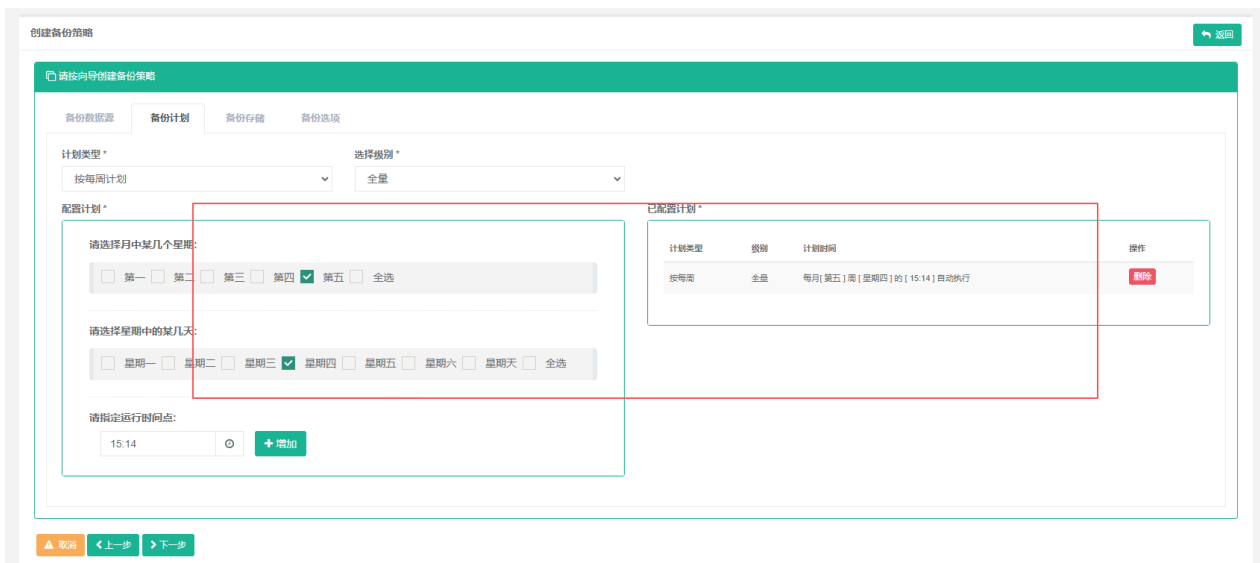 创建备份策略
返回
请按向导创建备份策略
备份数据源 备份计划 备份存储 备份选项
计划类型 * 选择级别 *
按每周计划 全量
配置计划 * 已配置计划 *
请选择月中某几个星期:
第一 第二 第三 第四 第五 全选
计划类型 级别 计划时间 操作
按每周 全量 每月[ 第五 ] 周 [ 星期四 ] 的 [ 15:14 ] 自动执行 删除
请选择星期中的某几天:
星期一 星期二 星期三 星期四 星期五 星期六 星期天 全选
请指定运行时间点:
15:14 增加
取消 上一步 下一步